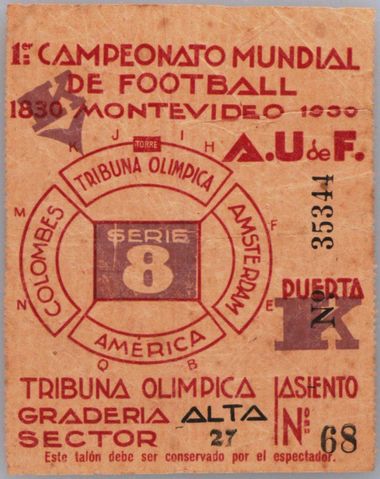 1er CAMPEONATO MUNDIAL
DE FOOTBALL
1830 MONTEVIDEO 1930
K
A.U de F.
K J TORRE I H
TRIBUNA OLIMPICA
M COLOMBES N
AMSTERDAM
F
E
SERIE
8
AMÉRICA
Q B
Nº 35344
PUERTA
K
TRIBUNA OLIMPICA
GRADERIA ALTA
SECTOR 27
ASIENTO
Nº 68
Este talón debe ser conservado por el espectador.